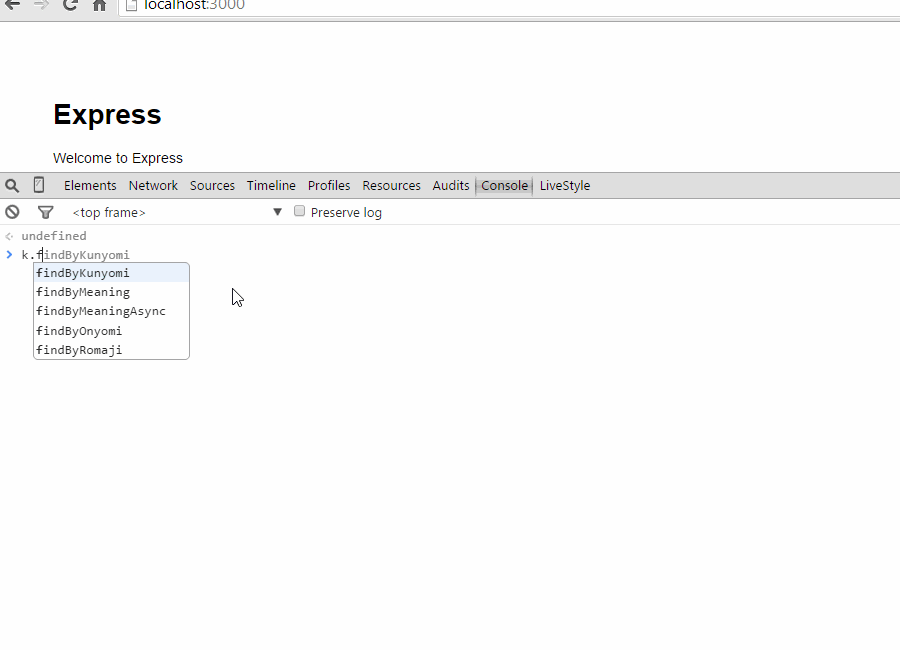 localhost:3000
Express
Welcome to Express
Elements Network Sources Timeline Profiles Resources Audits Console LiveStyle
<top frame> Preserve log
undefined
k.findByKunyomi
findByKunyomi
findByMeaning
findByMeaningAsync
findByOnyomi
findByRomaji